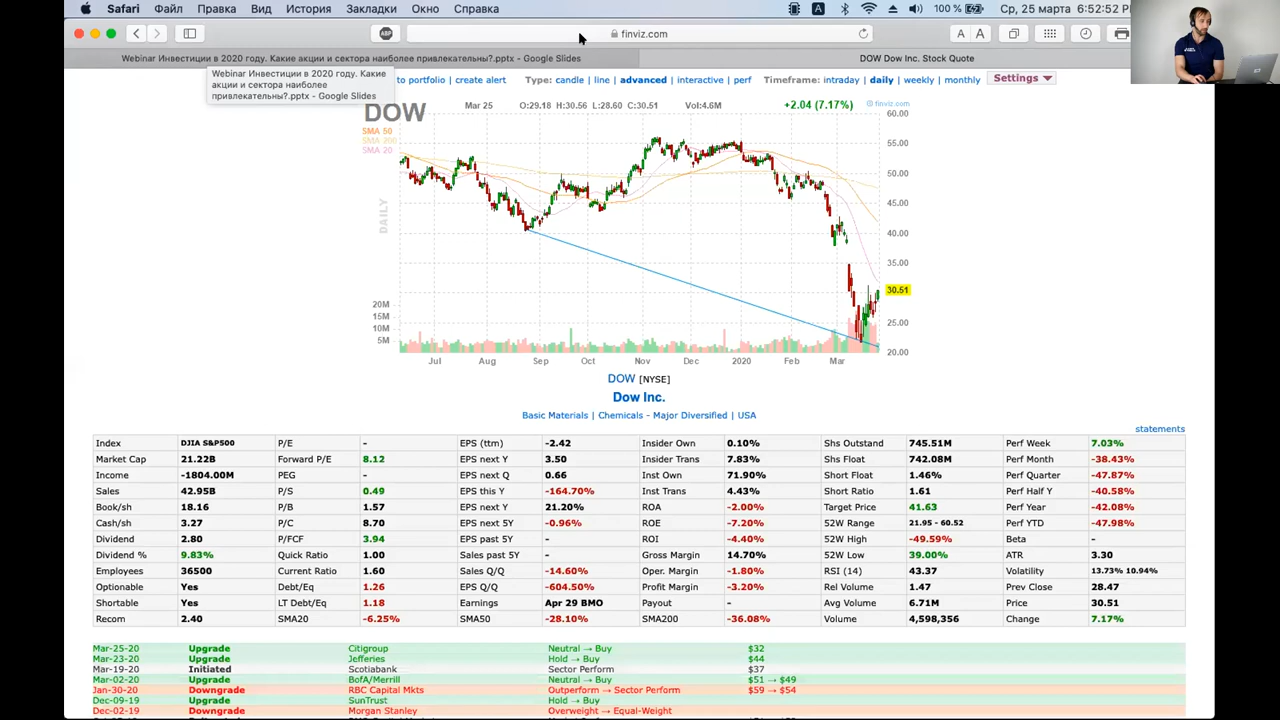 Safari Файл Правка Вид История Закладки Окно Справка A 100 % Ср, 25 марта 6:52:52 P
ABP finviz.com A A
Webinar Инвестиции в 2020 году. Какие акции и сектора наиболее привлекательны?.pptx - Google Slides DOW Dow Inc. Stock Quote
Webinar Инвестиции в 2020 году. Какие
акции и сектора наиболее
привлекательны?.pptx - Google Slides
to portfolio | create alert Type: candle | line | advanced | interactive | perf Timeframe: intraday | daily | weekly | monthly Settings
DOW Mar 25 O:29.18 H:30.56 L:28.60 C:30.51 Vol:4.6M +2.04 (7.17%) © finviz.com
SMA 50
SMA 200
SMA 20
DAILY
60.00
55.00
50.00
45.00
40.00
35.00
30.51
25.00
20.00
20M
15M
10M
5M
Jul Aug Sep Oct Nov Dec 2020 Feb Mar
DOW [NYSE]
Dow Inc.
Basic Materials | Chemicals - Major Diversified | USA
statements
Index DJIA S&P500 P/E - EPS (ttm) -2.42 Insider Own 0.10% Shs Outstand 745.51M Perf Week 7.03%
Market Cap 21.22B Forward P/E 8.12 EPS next Y 3.50 Insider Trans 7.83% Shs Float 742.08M Perf Month -38.43%
Income -1804.00M PEG - EPS next Q 0.66 Inst Own 71.90% Short Float 1.46% Perf Quarter -47.87%
Sales 42.95B P/S 0.49 EPS this Y -164.70% Inst Trans 4.43% Short Ratio 1.61 Perf Half Y -40.58%
Book/sh 18.16 P/B 1.57 EPS next Y 21.20% ROA -2.00% Target Price 41.63 Perf Year -42.08%
Cash/sh 3.27 P/C 8.70 EPS next 5Y -0.96% ROE -7.20% 52W Range 21.95 - 60.52 Perf YTD -47.98%
Dividend 2.80 P/FCF 3.94 EPS past 5Y - ROI -4.40% 52W High -49.59% Beta -
Dividend % 9.83% Quick Ratio 1.00 Sales past 5Y - Gross Margin 14.70% 52W Low 39.00% ATR 3.30
Employees 36500 Current Ratio 1.60 Sales Q/Q -14.60% Oper. Margin -1.80% RSI (14) 43.37 Volatility 13.73% 10.94%
Optionable Yes Debt/Eq 1.26 EPS Q/Q -604.50% Profit Margin -3.20% Rel Volume 1.47 Prev Close 28.47
Shortable Yes LT Debt/Eq 1.18 Earnings Apr 29 BMO Payout - Avg Volume 6.71M Price 30.51
Recom 2.40 SMA20 -6.25% SMA50 -28.10% SMA200 -36.08% Volume 4,598,356 Change 7.17%
Mar-25-20 Upgrade Citigroup Neutral → Buy $32
Mar-23-20 Upgrade Jefferies Hold → Buy $44
Mar-19-20 Initiated Scotiabank Sector Perform $37
Mar-02-20 Upgrade BofA/Merrill Neutral → Buy $51 → $49
Jan-30-20 Downgrade RBC Capital Mkts Outperform → Sector Perform $59 → $54
Dec-09-19 Upgrade SunTrust Hold → Buy
Dec-02-19 Downgrade Morgan Stanley Overweight → Equal-Weight